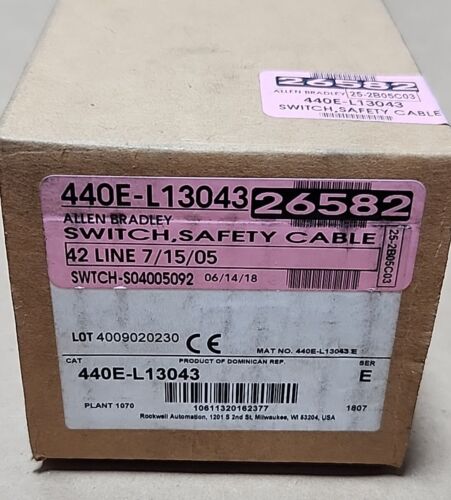 26582
ALLEN BRADLEY 25-2B05C03
440E-L13043
SWITCH,SAFETY CABLE
440E-L13043 26582
ALLEN BRADLEY
SWITCH,SAFETY CABLE
42 LINE 7/15/05
SWTCH-S04005092 06/14/18
25-2B05C03
LOT 4009020230 CE MAT NO. 440E-L13043 E
CAT PRODUCT OF DOMINICAN REP. SER
440E-L13043 E
PLANT 1070 10611320162377 1807
Rockwell Automation, 1201 S 2nd St, Milwaukee, WI 53204, USA